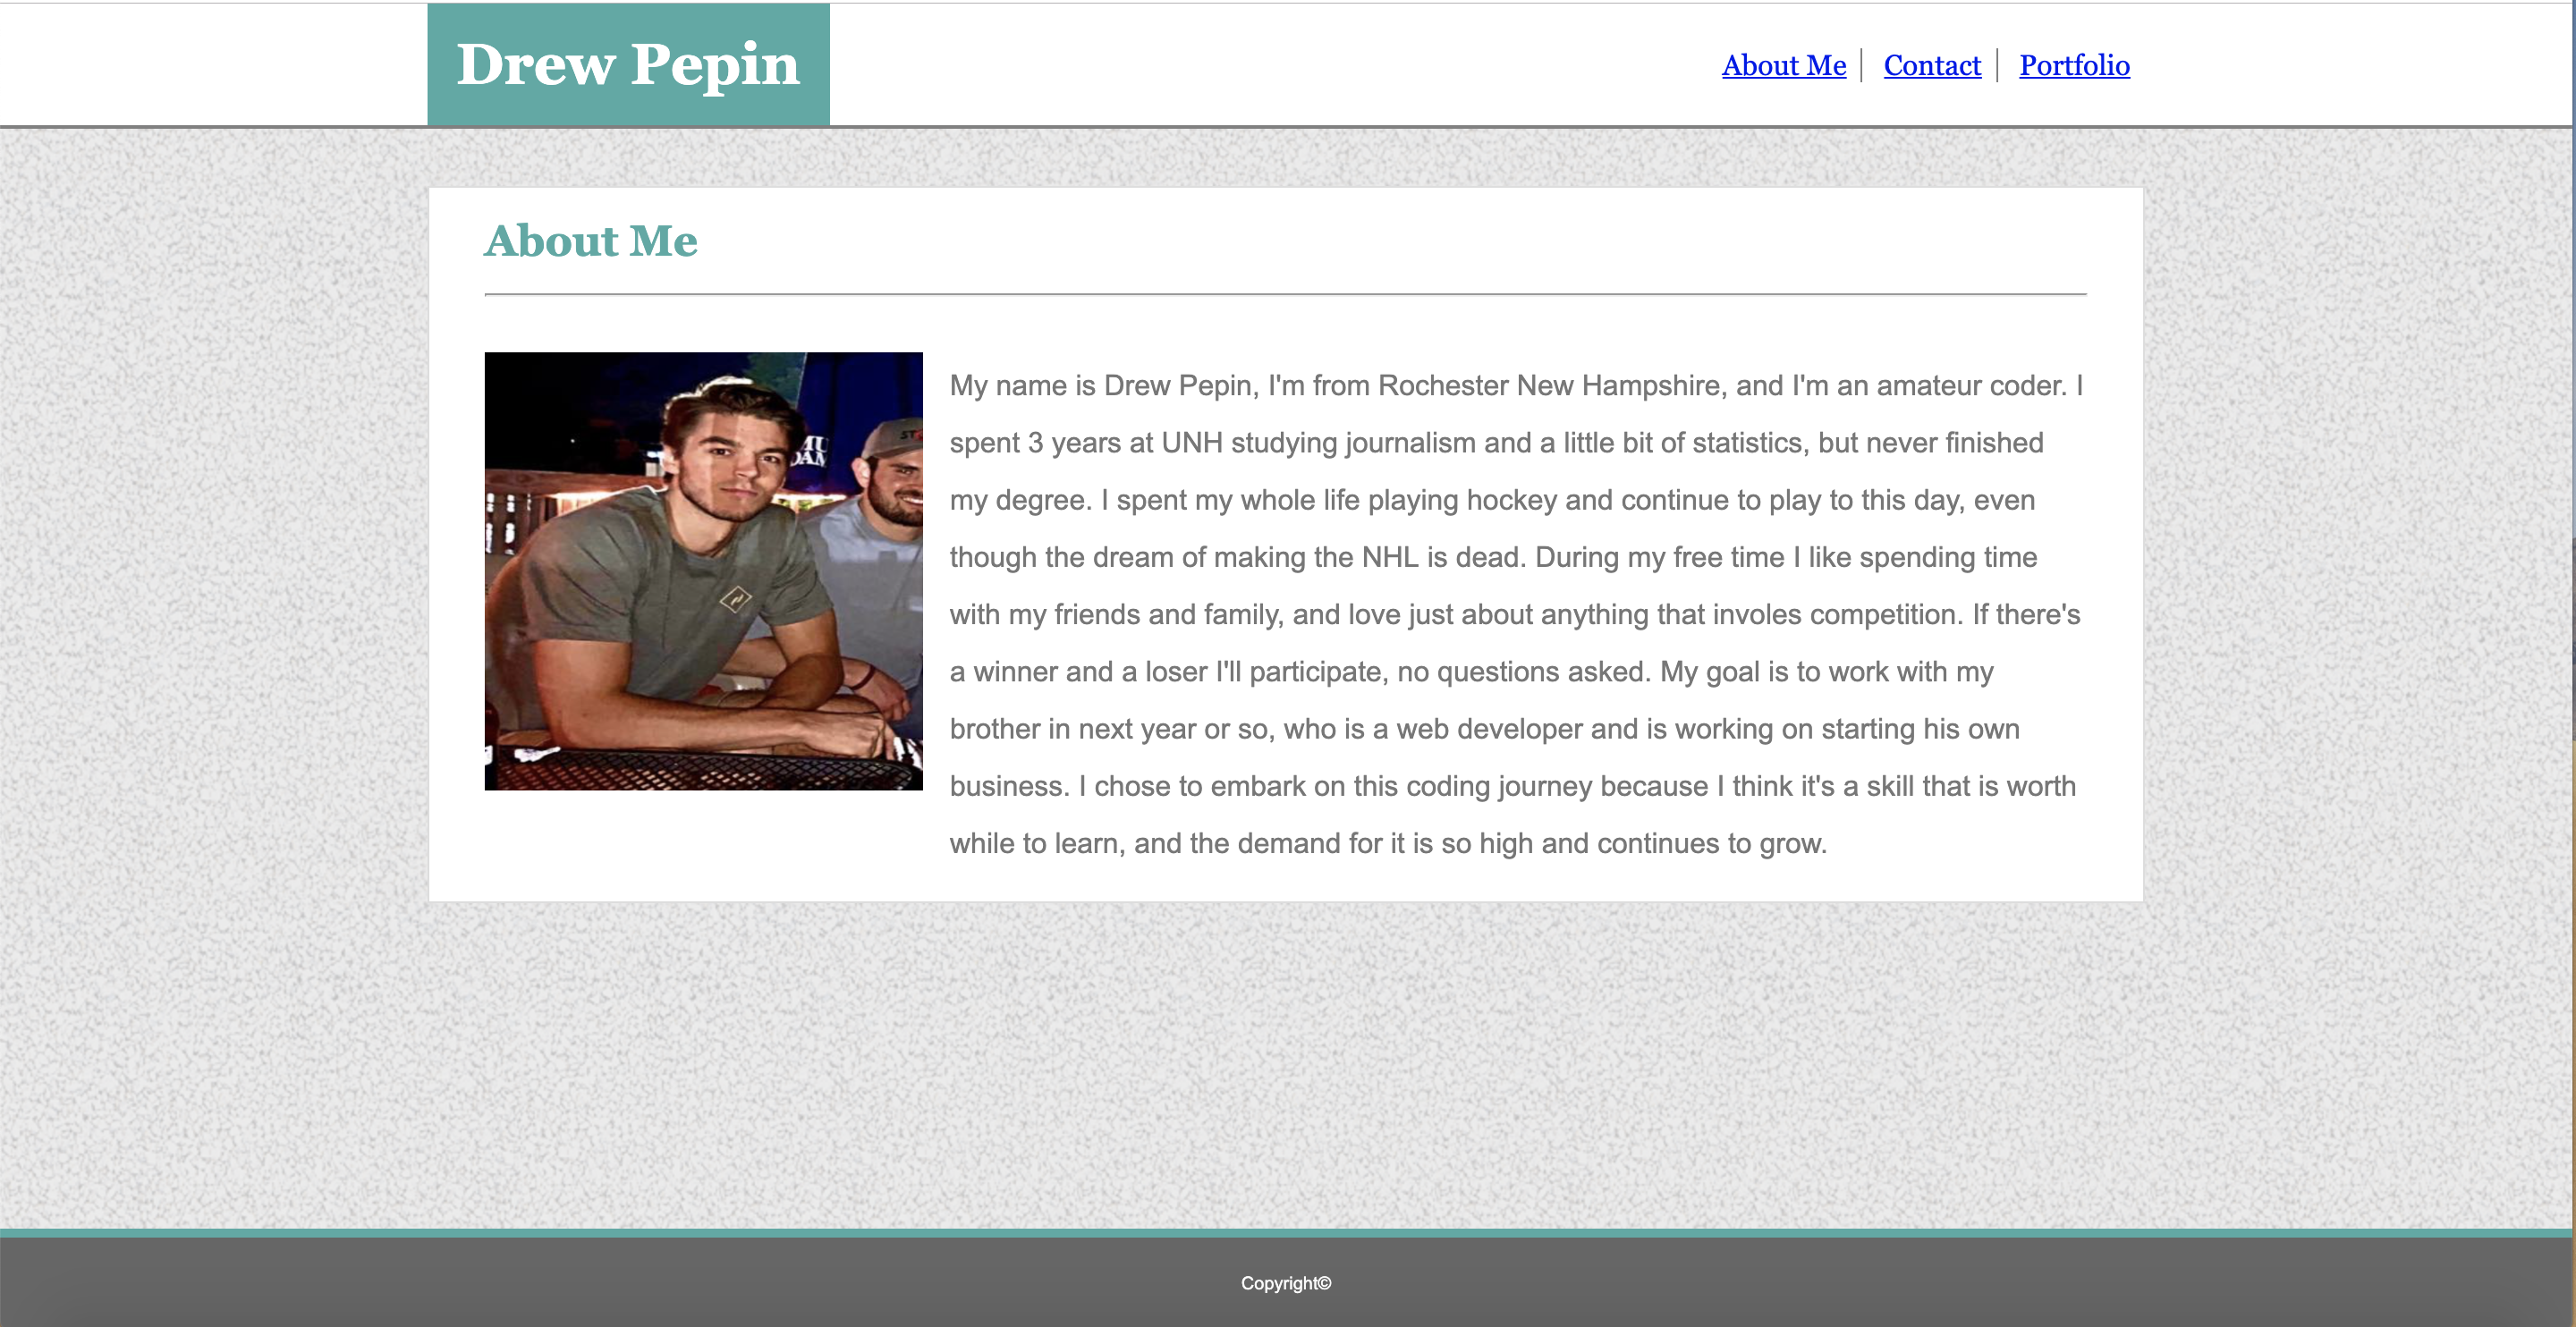 Drew Pepin
About Me
Contact
Portfolio
About Me
My name is Drew Pepin, I'm from Rochester New Hampshire, and I'm an amateur coder. I
spent 3 years at UNH studying journalism and a little bit of statistics, but never finished
my degree. I spent my whole life playing hockey and continue to play to this day, even
though the dream of making the NHL is dead. During my free time I like spending time
with my friends and family, and love just about anything that involes competition. If there's
a winner and a loser I'll participate, no questions asked. My goal is to work with my
brother in next year or so, who is a web developer and is working on starting his own
business. I chose to embark on this coding journey because I think it's a skill that is worth
while to learn, and the demand for it is so high and continues to grow.
Copyright©